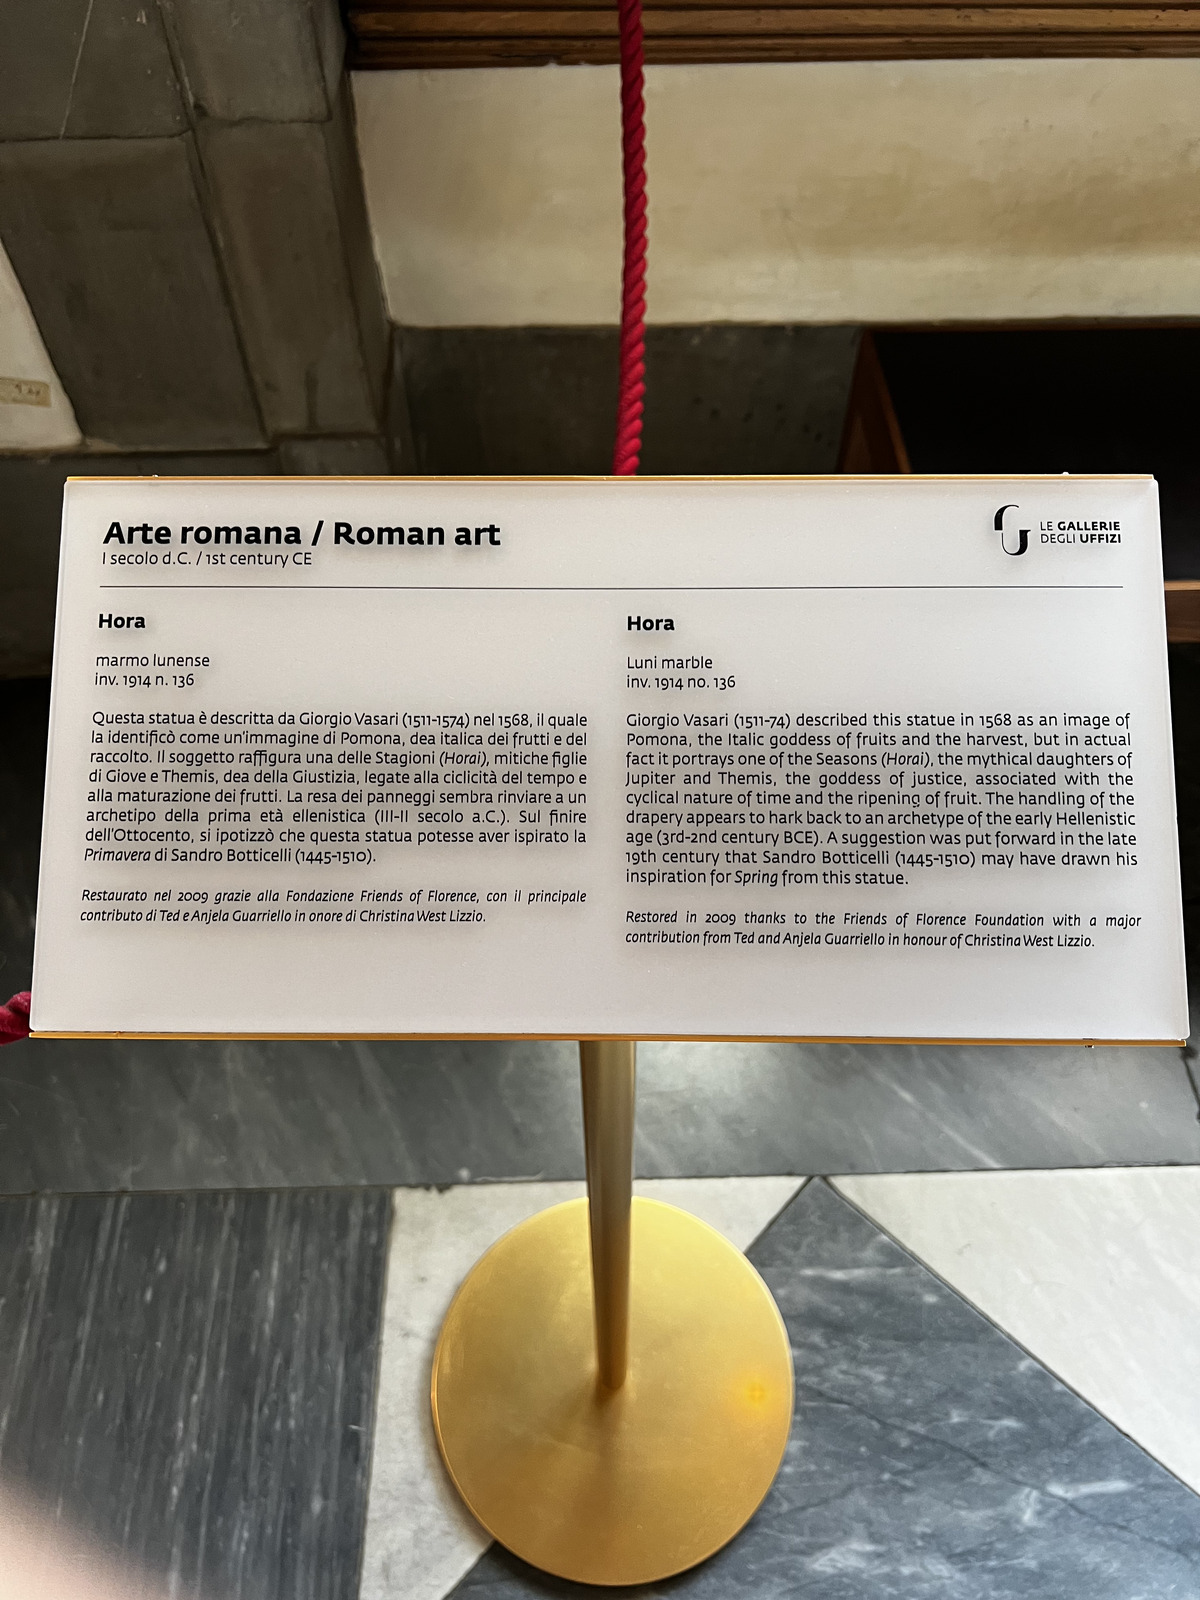 Arte romana / Roman art
I secolo d.C. / 1st century CE
LE GALLERIE
DEGLI UFFIZI
Hora
marmo lunense
inv. 1914 n. 136
Questa statua è descritta da Giorgio Vasari (1511-1574) nel 1568, il quale
la identificò come un'immagine di Pomona, dea italica dei frutti e del
raccolto. Il soggetto raffigura una delle Stagioni (Horai), mitiche figlie
di Giove e Themis, dea della Giustizia, legate alla ciclicità del tempo e
alla maturazione dei frutti. La resa dei panneggi sembra rinviare a un
archetipo della prima età ellenistica (III-II secolo a.C.). Sul finire
dell'Ottocento, si ipotizzò che questa statua potesse aver ispirato la
Primavera di Sandro Botticelli (1445-1510).
Restaurato nel 2009 grazie alla Fondazione Friends of Florence, con il principale
contributo di Ted e Anjela Guarriello in onore di Christina West Lizzio.
Hora
Luni marble
inv. 1914 no. 136
Giorgio Vasari (1511-74) described this statue in 1568 as an image of
Pomona, the Italic goddess of fruits and the harvest, but in actual
fact it portrays one of the Seasons (Horai), the mythical daughters of
Jupiter and Themis, the goddess of justice, associated with the
cyclical nature of time and the ripening of fruit. The handling of the
drapery appears to hark back to an archetype of the early Hellenistic
age (3rd-2nd century BCE). A suggestion was put forward in the late
19th century that Sandro Botticelli (1445-1510) may have drawn his
inspiration for Spring from this statue.
Restored in 2009 thanks to the Friends of Florence Foundation with a major
contribution from Ted and Anjela Guarriello in honour of Christina West Lizzio.